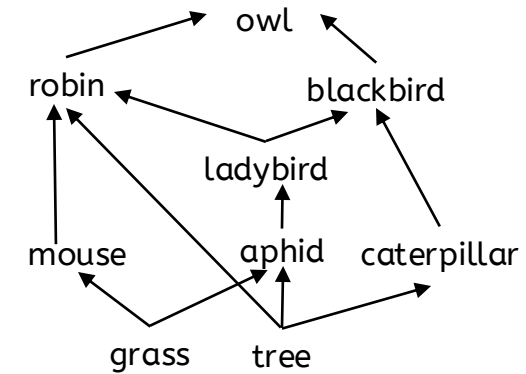 owl
robin
blackbird
ladybird
mouse
aphid
caterpillar
grass
tree